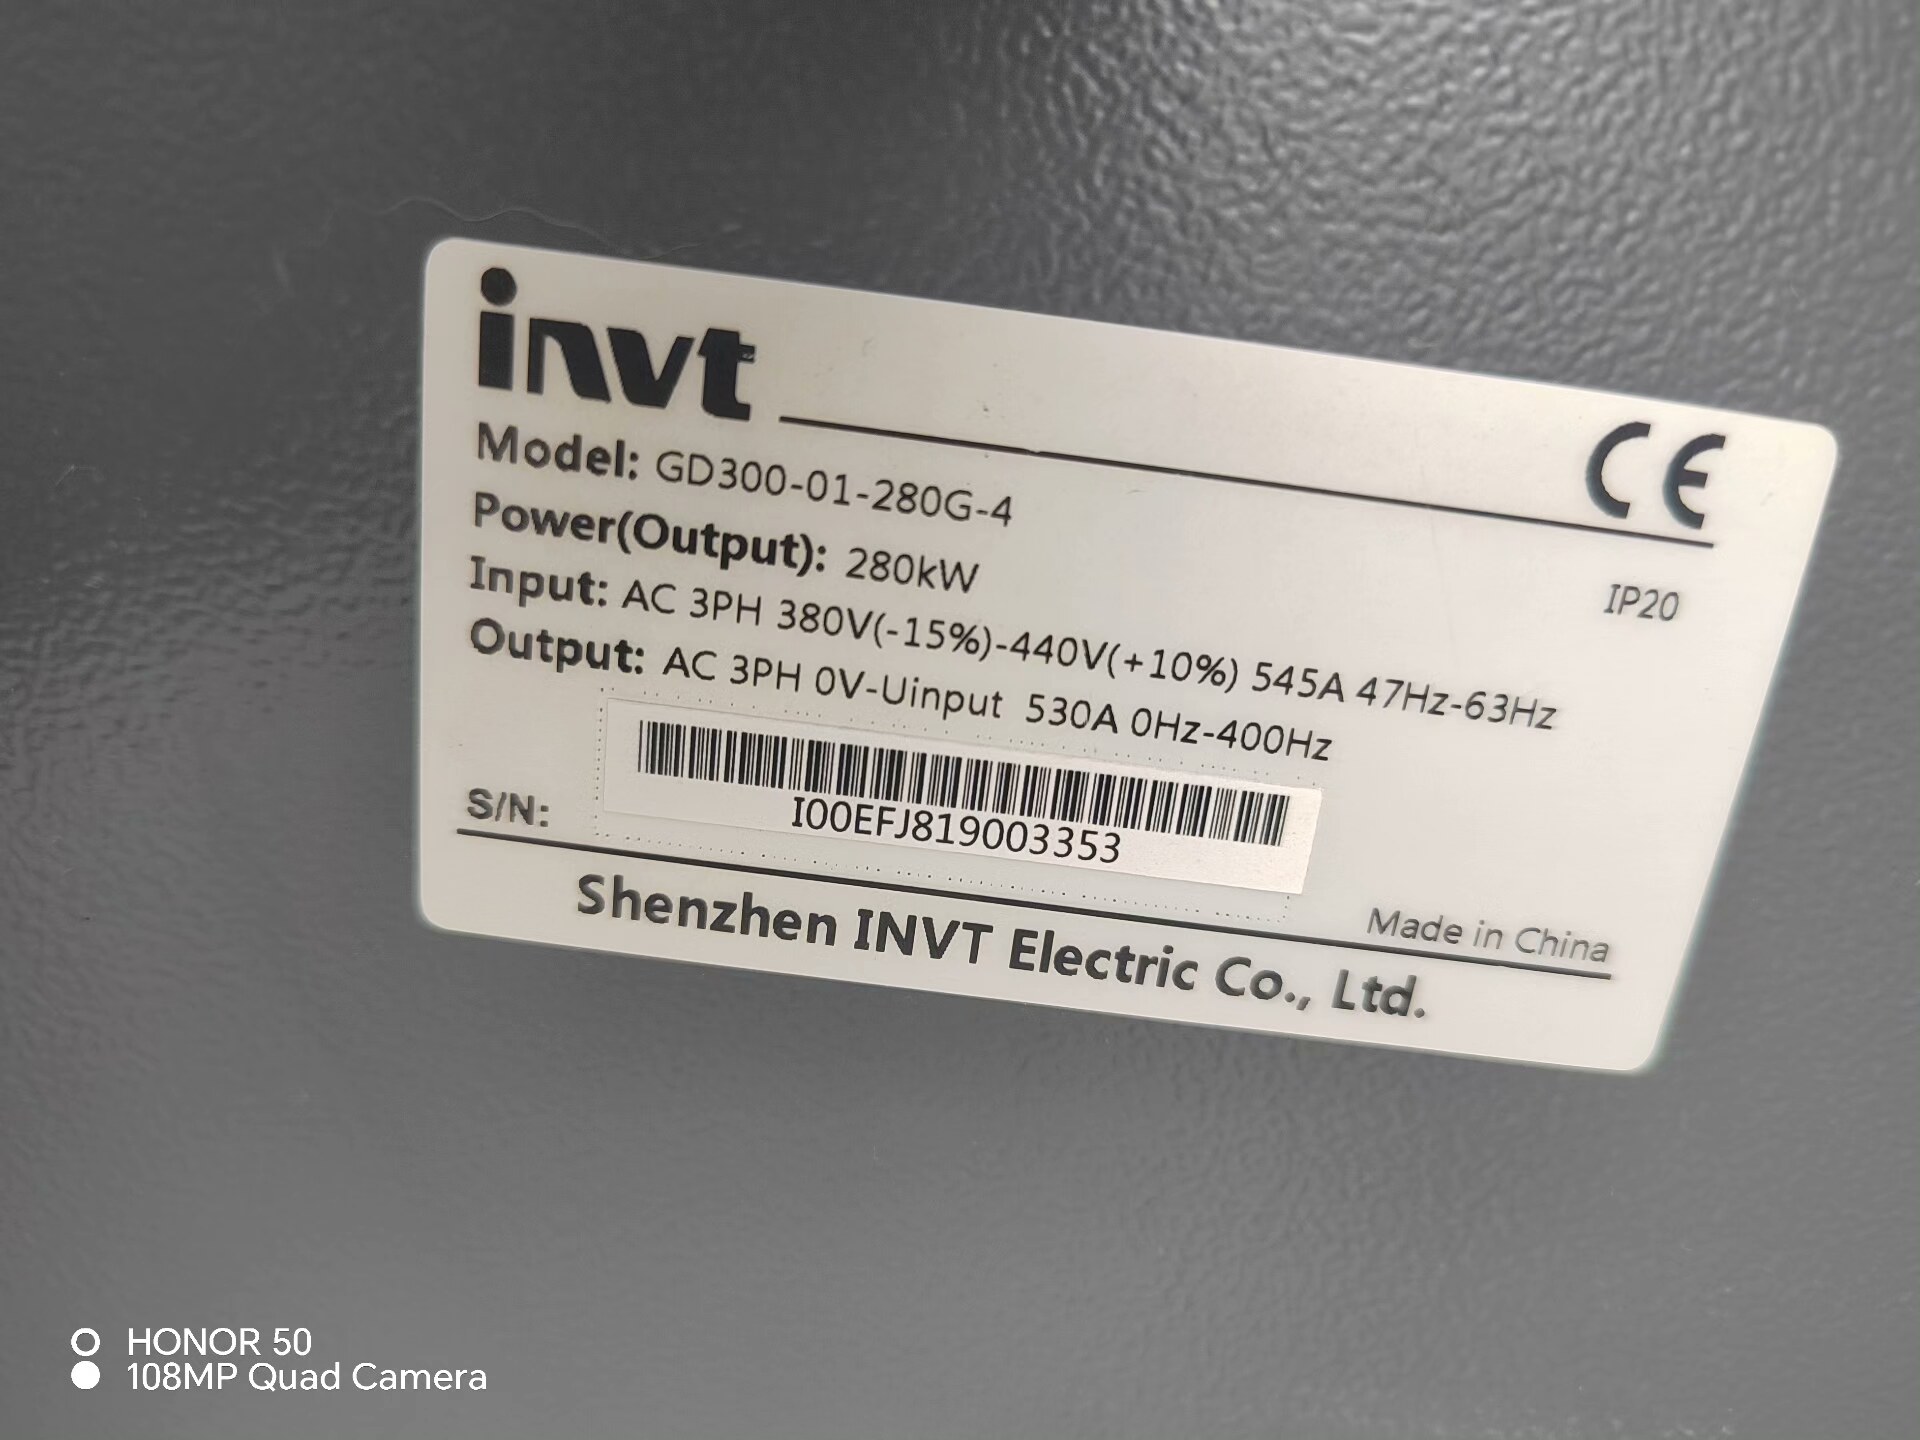 invt
CE
Model: GD300-01-280G-4
Power(Output): 280kW
IP20
Input: AC 3PH 380V(-15%)-440V(+10%) 545A 47Hz-63Hz
Output: AC 3PH 0V-Uinput 530A 0Hz-400Hz
S/N:
I00EFJ819003353
Made in China
Shenzhen INVT Electric Co., Ltd.
HONOR 50
108MP Quad Camera